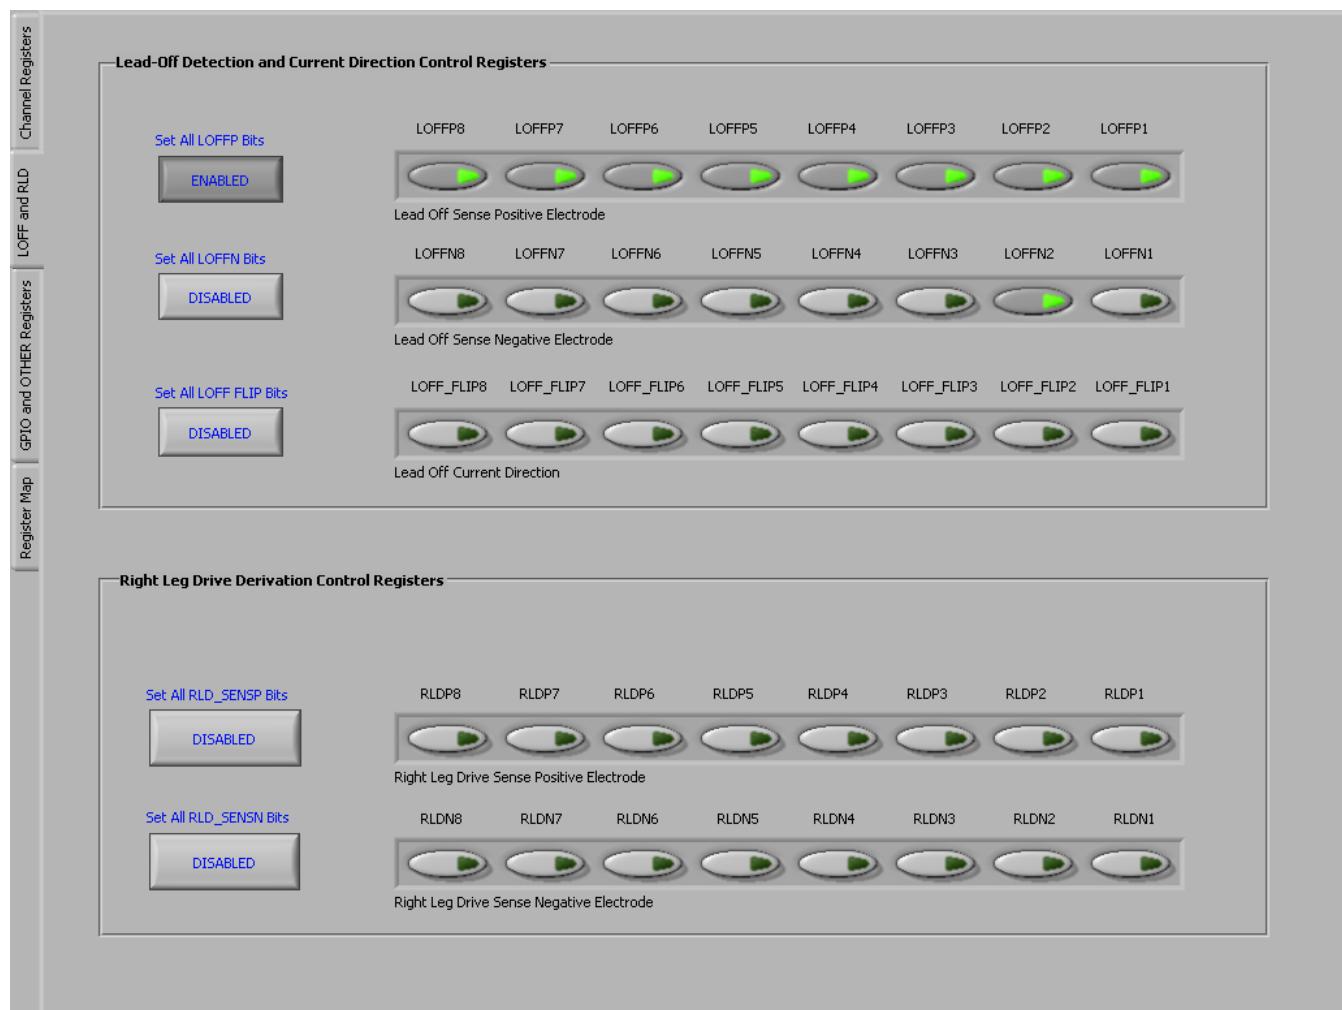 Channel Registers
LOFF and RLD
GPIO and OTHER Registers
Register Map
Lead-Off Detection and Current Direction Control Registers
Set All LOFFP Bits
ENABLED
LOFFP8 LOFFP7 LOFFP6 LOFFP5 LOFFP4 LOFFP3 LOFFP2 LOFFP1
Lead Off Sense Positive Electrode
Set All LOFFN Bits
DISABLED
LOFFN8 LOFFN7 LOFFN6 LOFFN5 LOFFN4 LOFFN3 LOFFN2 LOFFN1
Lead Off Sense Negative Electrode
Set All LOFF FLIP Bits
DISABLED
LOFF_FLIP8 LOFF_FLIP7 LOFF_FLIP6 LOFF_FLIP5 LOFF_FLIP4 LOFF_FLIP3 LOFF_FLIP2 LOFF_FLIP1
Lead Off Current Direction
Right Leg Drive Derivation Control Registers
Set All RLD_SENSP Bits
DISABLED
RLDP8 RLDP7 RLDP6 RLDP5 RLDP4 RLDP3 RLDP2 RLDP1
Right Leg Drive Sense Positive Electrode
Set All RLD_SENSN Bits
DISABLED
RLDN8 RLDN7 RLDN6 RLDN5 RLDN4 RLDN3 RLDN2 RLDN1
Right Leg Drive Sense Negative Electrode